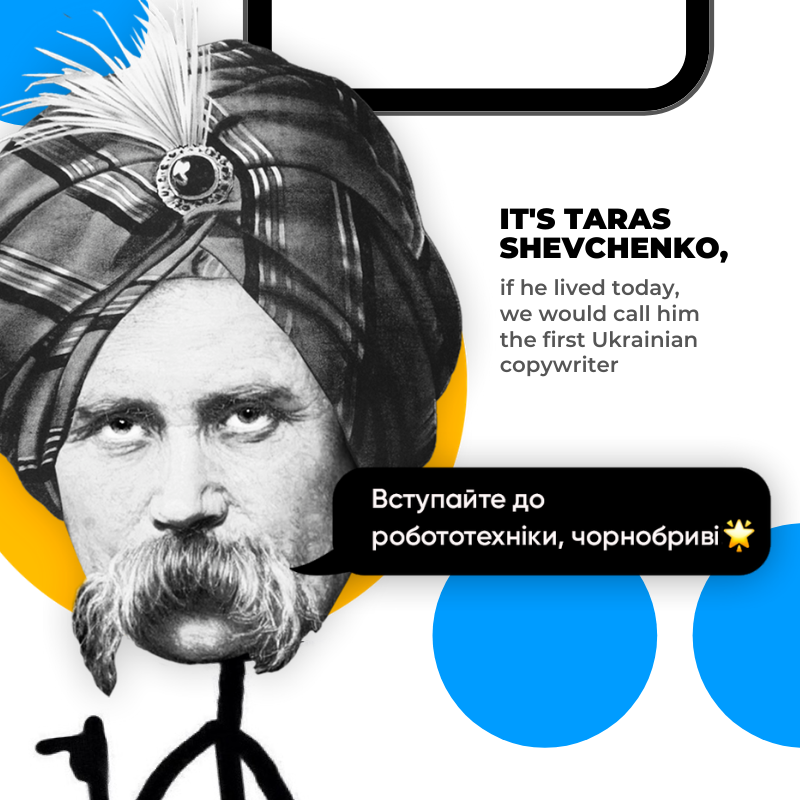 IT'S TARAS
SHEVCHENKO,
if he lived today,
we would call him
the first Ukrainian
copywriter
Вступайте до
робототехніки, чорнобриві🌟